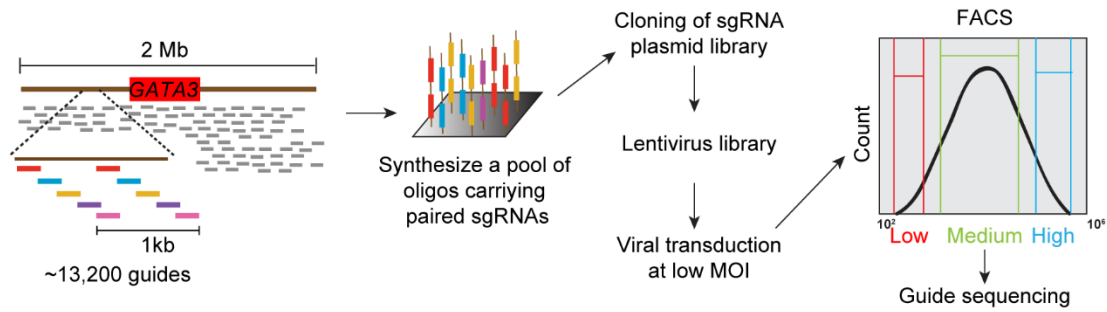 2 Mb
GATA3
1kb
~13,200 guides
Synthesize a pool of
oligos carriying
paired sgRNAs
Cloning of sgRNA
plasmid library
Lentivirus library
Viral transduction
at low MOI
FACS
Count
10²
10⁶
Low
Medium
High
Guide sequencing